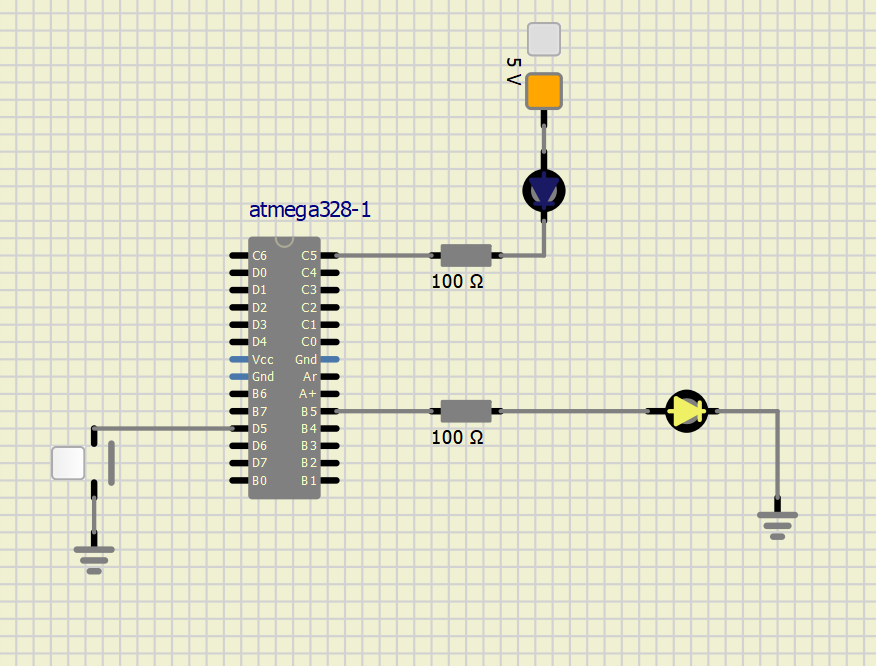 5 V
atmega328-1
C6 C5
D0 C4
D1 C3
D2 C2
D3 C1
D4 C0
Vcc Gnd
Gnd Ar
B6 A+
B7 B5
D5 B4
D6 B3
D7 B2
B0 B1
100 Ω
100 Ω